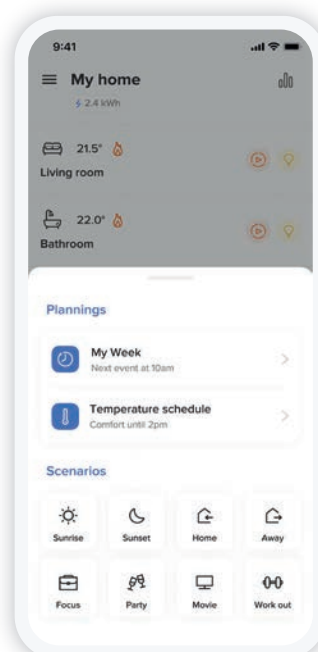 9:41
My home
2.4 kWh
21.5°
Living room
22.0°
Bathroom
Plannings
My Week
Next event at 10am
Temperature schedule
Comfort until 2pm
Scenarios
Sunrise Sunset Home Away
Focus Party Movie Work out